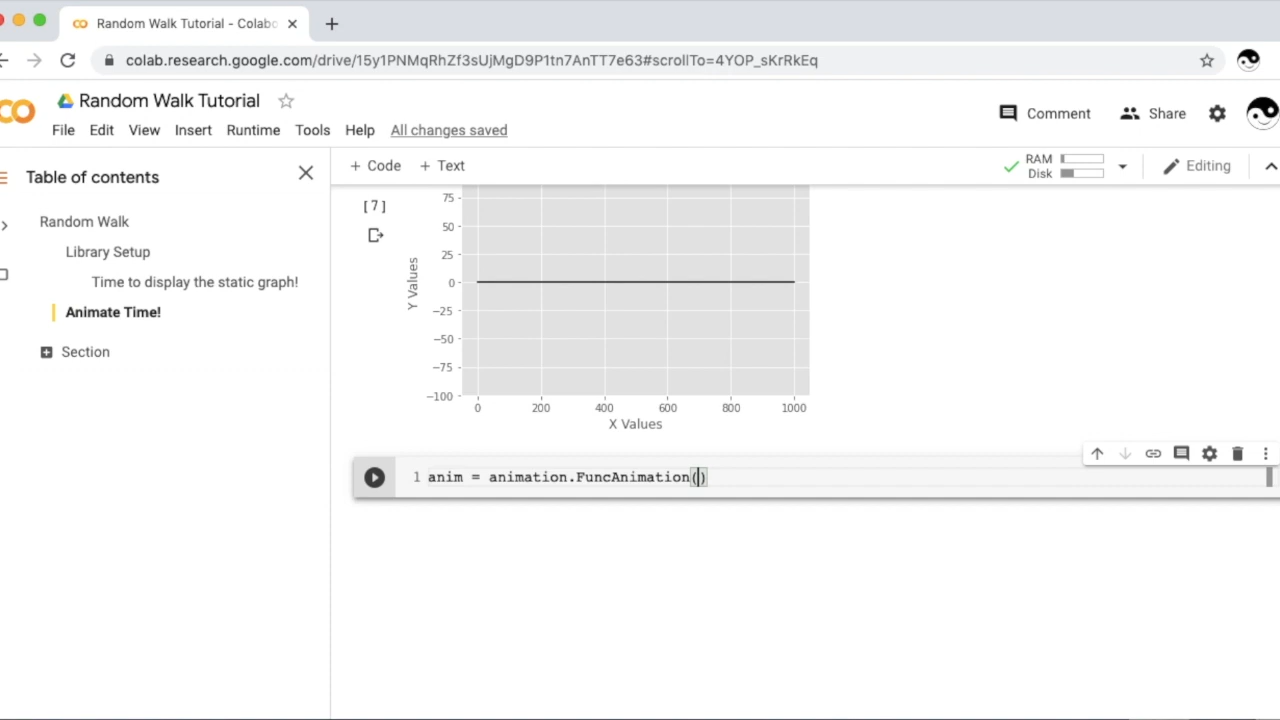 Random Walk Tutorial - Colabo
colab.research.google.com/drive/15y1PNMqRhZf3sUjMgD9P1tn7AnTT7e63#scrollTo=4YOP_sKrRkEq
Random Walk Tutorial
File Edit View Insert Runtime Tools Help All changes saved
Comment Share
Table of contents
Random Walk
Library Setup
Time to display the static graph!
Animate Time!
Section
+ Code + Text
RAM
Disk
Editing
[7]
75
50
25
0
−25
−50
−75
−100
Y Values
0 200 400 600 800 1000
X Values
1 anim = animation.FuncAnimation()